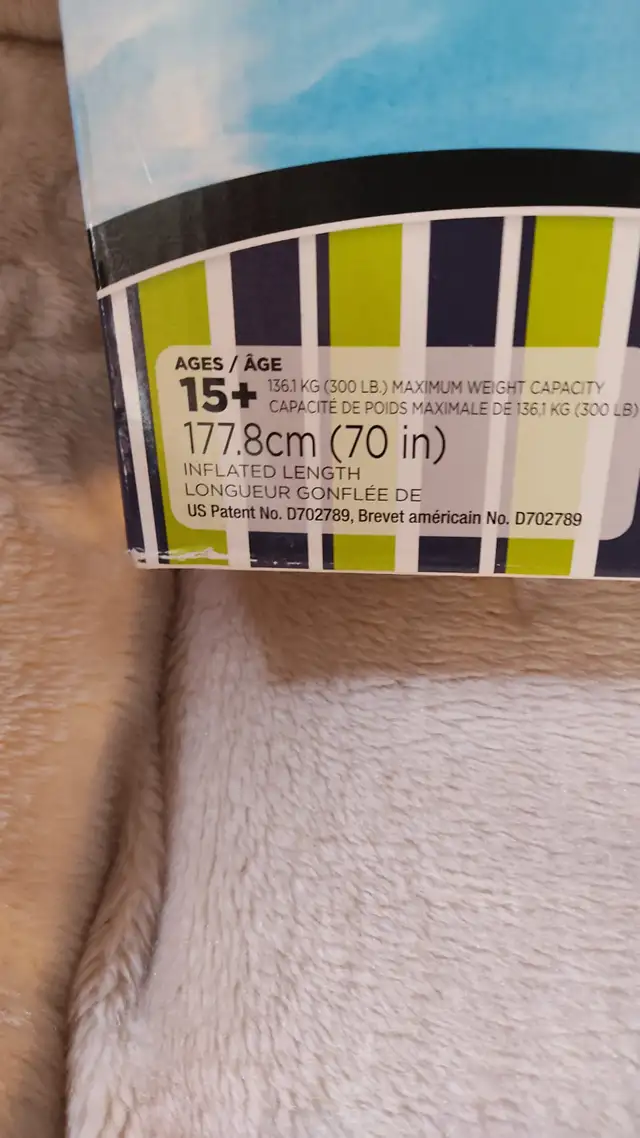 AGES / ÂGE
15+ 136.1 KG (300 LB.) MAXIMUM WEIGHT CAPACITY
CAPACITÉ DE POIDS MAXIMALE DE 136,1 KG (300 LB)
177.8cm (70 in)
INFLATED LENGTH
LONGUEUR GONFLÉE DE
US Patent No. D702789, Brevet américain No. D702789